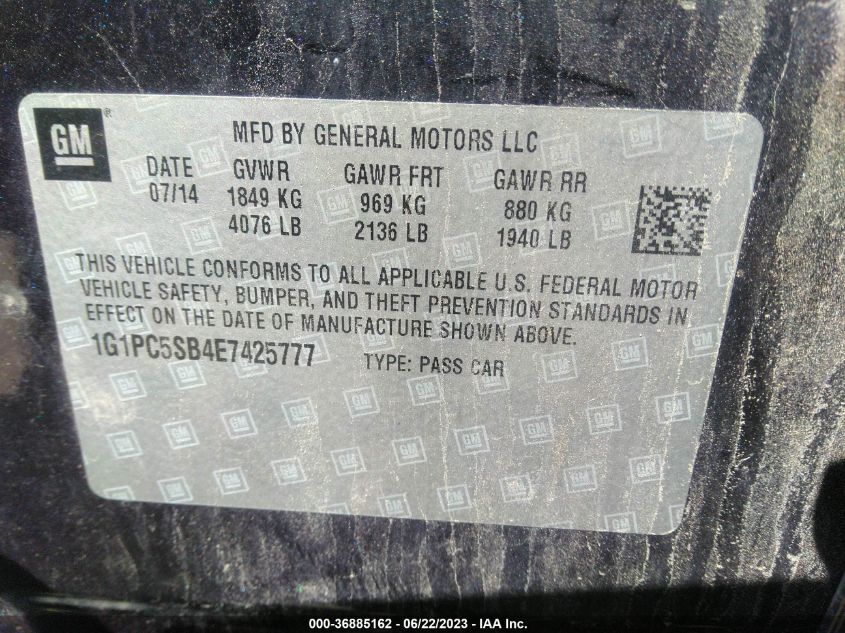 GM ®
MFD BY GENERAL MOTORS LLC
DATE GVWR GAWR FRT GAWR RR
07/14 1849 KG 969 KG 880 KG
4076 LB 2136 LB 1940 LB
THIS VEHICLE CONFORMS TO ALL APPLICABLE U.S. FEDERAL MOTOR
VEHICLE SAFETY, BUMPER, AND THEFT PREVENTION STANDARDS IN
EFFECT ON THE DATE OF MANUFACTURE SHOWN ABOVE.
1G1PC5SB4E7425777 TYPE: PASS CAR
000-36885162 - 06/22/2023 - IAA Inc.